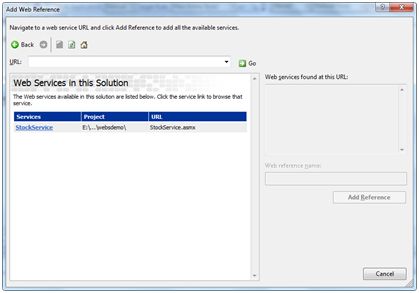 Add Web Reference
Navigate to a web service URL and click Add Reference to add all the available services.
Back
URL:
Go
Web Services in this Solution
The Web services available in this solution are listed below. Click the service link to browse that
service.
Services Project URL
StockService E:\...\websdemo\ StockService.asmx
Web services found at this URL:
Web reference name:
Add Reference
Cancel